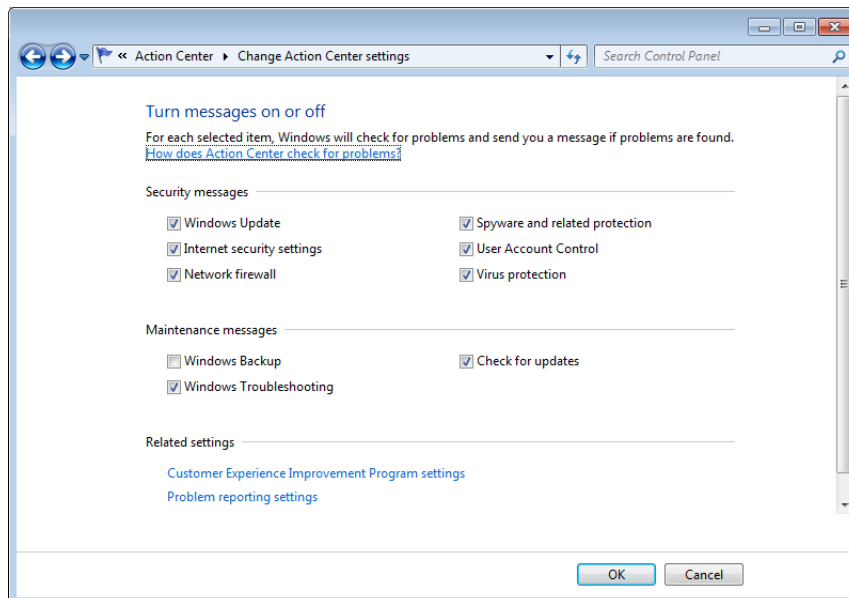 « Action Center ▸ Change Action Center settings
Search Control Panel
Turn messages on or off
For each selected item, Windows will check for problems and send you a message if problems are found.
How does Action Center check for problems?
Security messages
Windows Update
Spyware and related protection
Internet security settings
User Account Control
Network firewall
Virus protection
Maintenance messages
Windows Backup
Check for updates
Windows Troubleshooting
Related settings
Customer Experience Improvement Program settings
Problem reporting settings
OK
Cancel